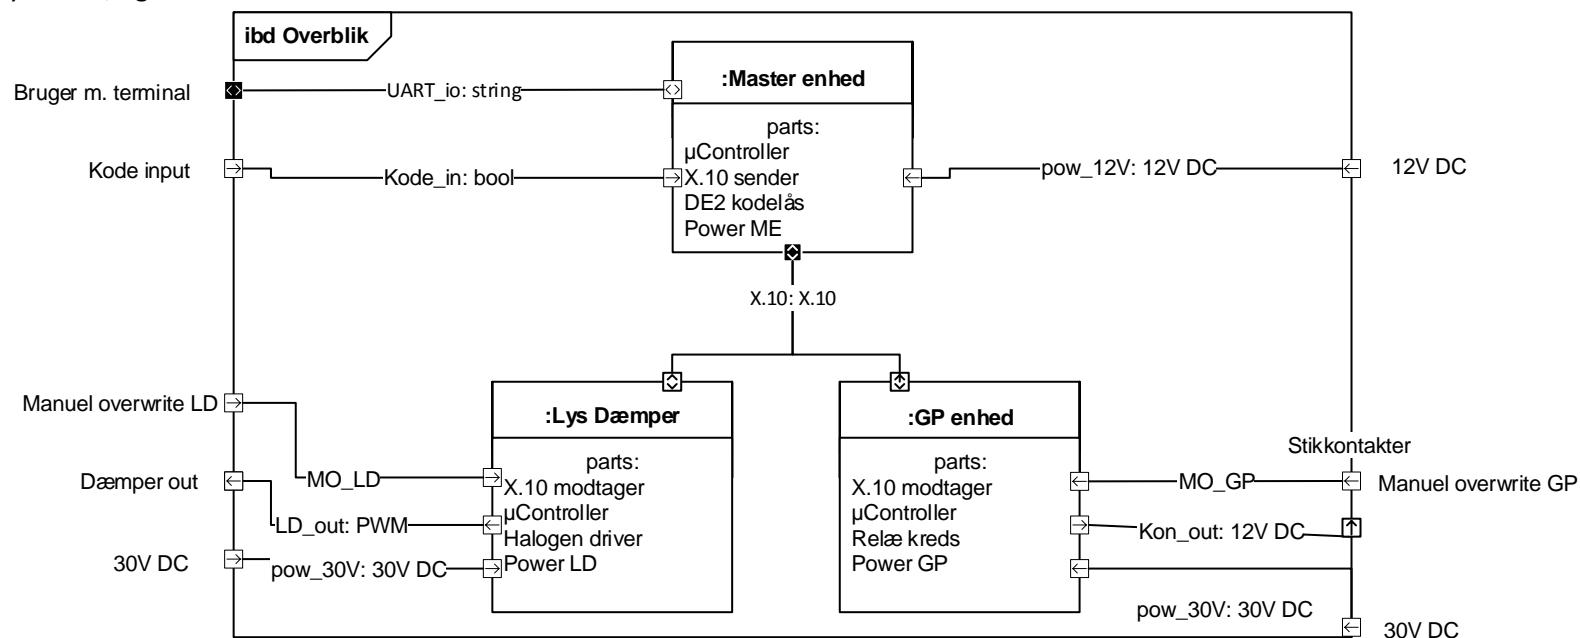 ibd Overblik
:Master enhed
Bruger m. terminal
UART_io: string
parts:
µController
X.10 sender
DE2 kodelås
Power ME
Kode input
Kode_in: bool
pow_12V: 12V DC
12V DC
X.10: X.10
Manuel overwrite LD
:Lys Dæmper
:GP enhed
Stikkontakter
parts:
X.10 modtager
µController
Halogen driver
Power LD
parts:
X.10 modtager
µController
Relæ kreds
Power GP
Dæmper out
MO_LD
MO_GP
Manuel overwrite GP
LD_out: PWM
Kon_out: 12V DC
30V DC
pow_30V: 30V DC
pow_30V: 30V DC
30V DC